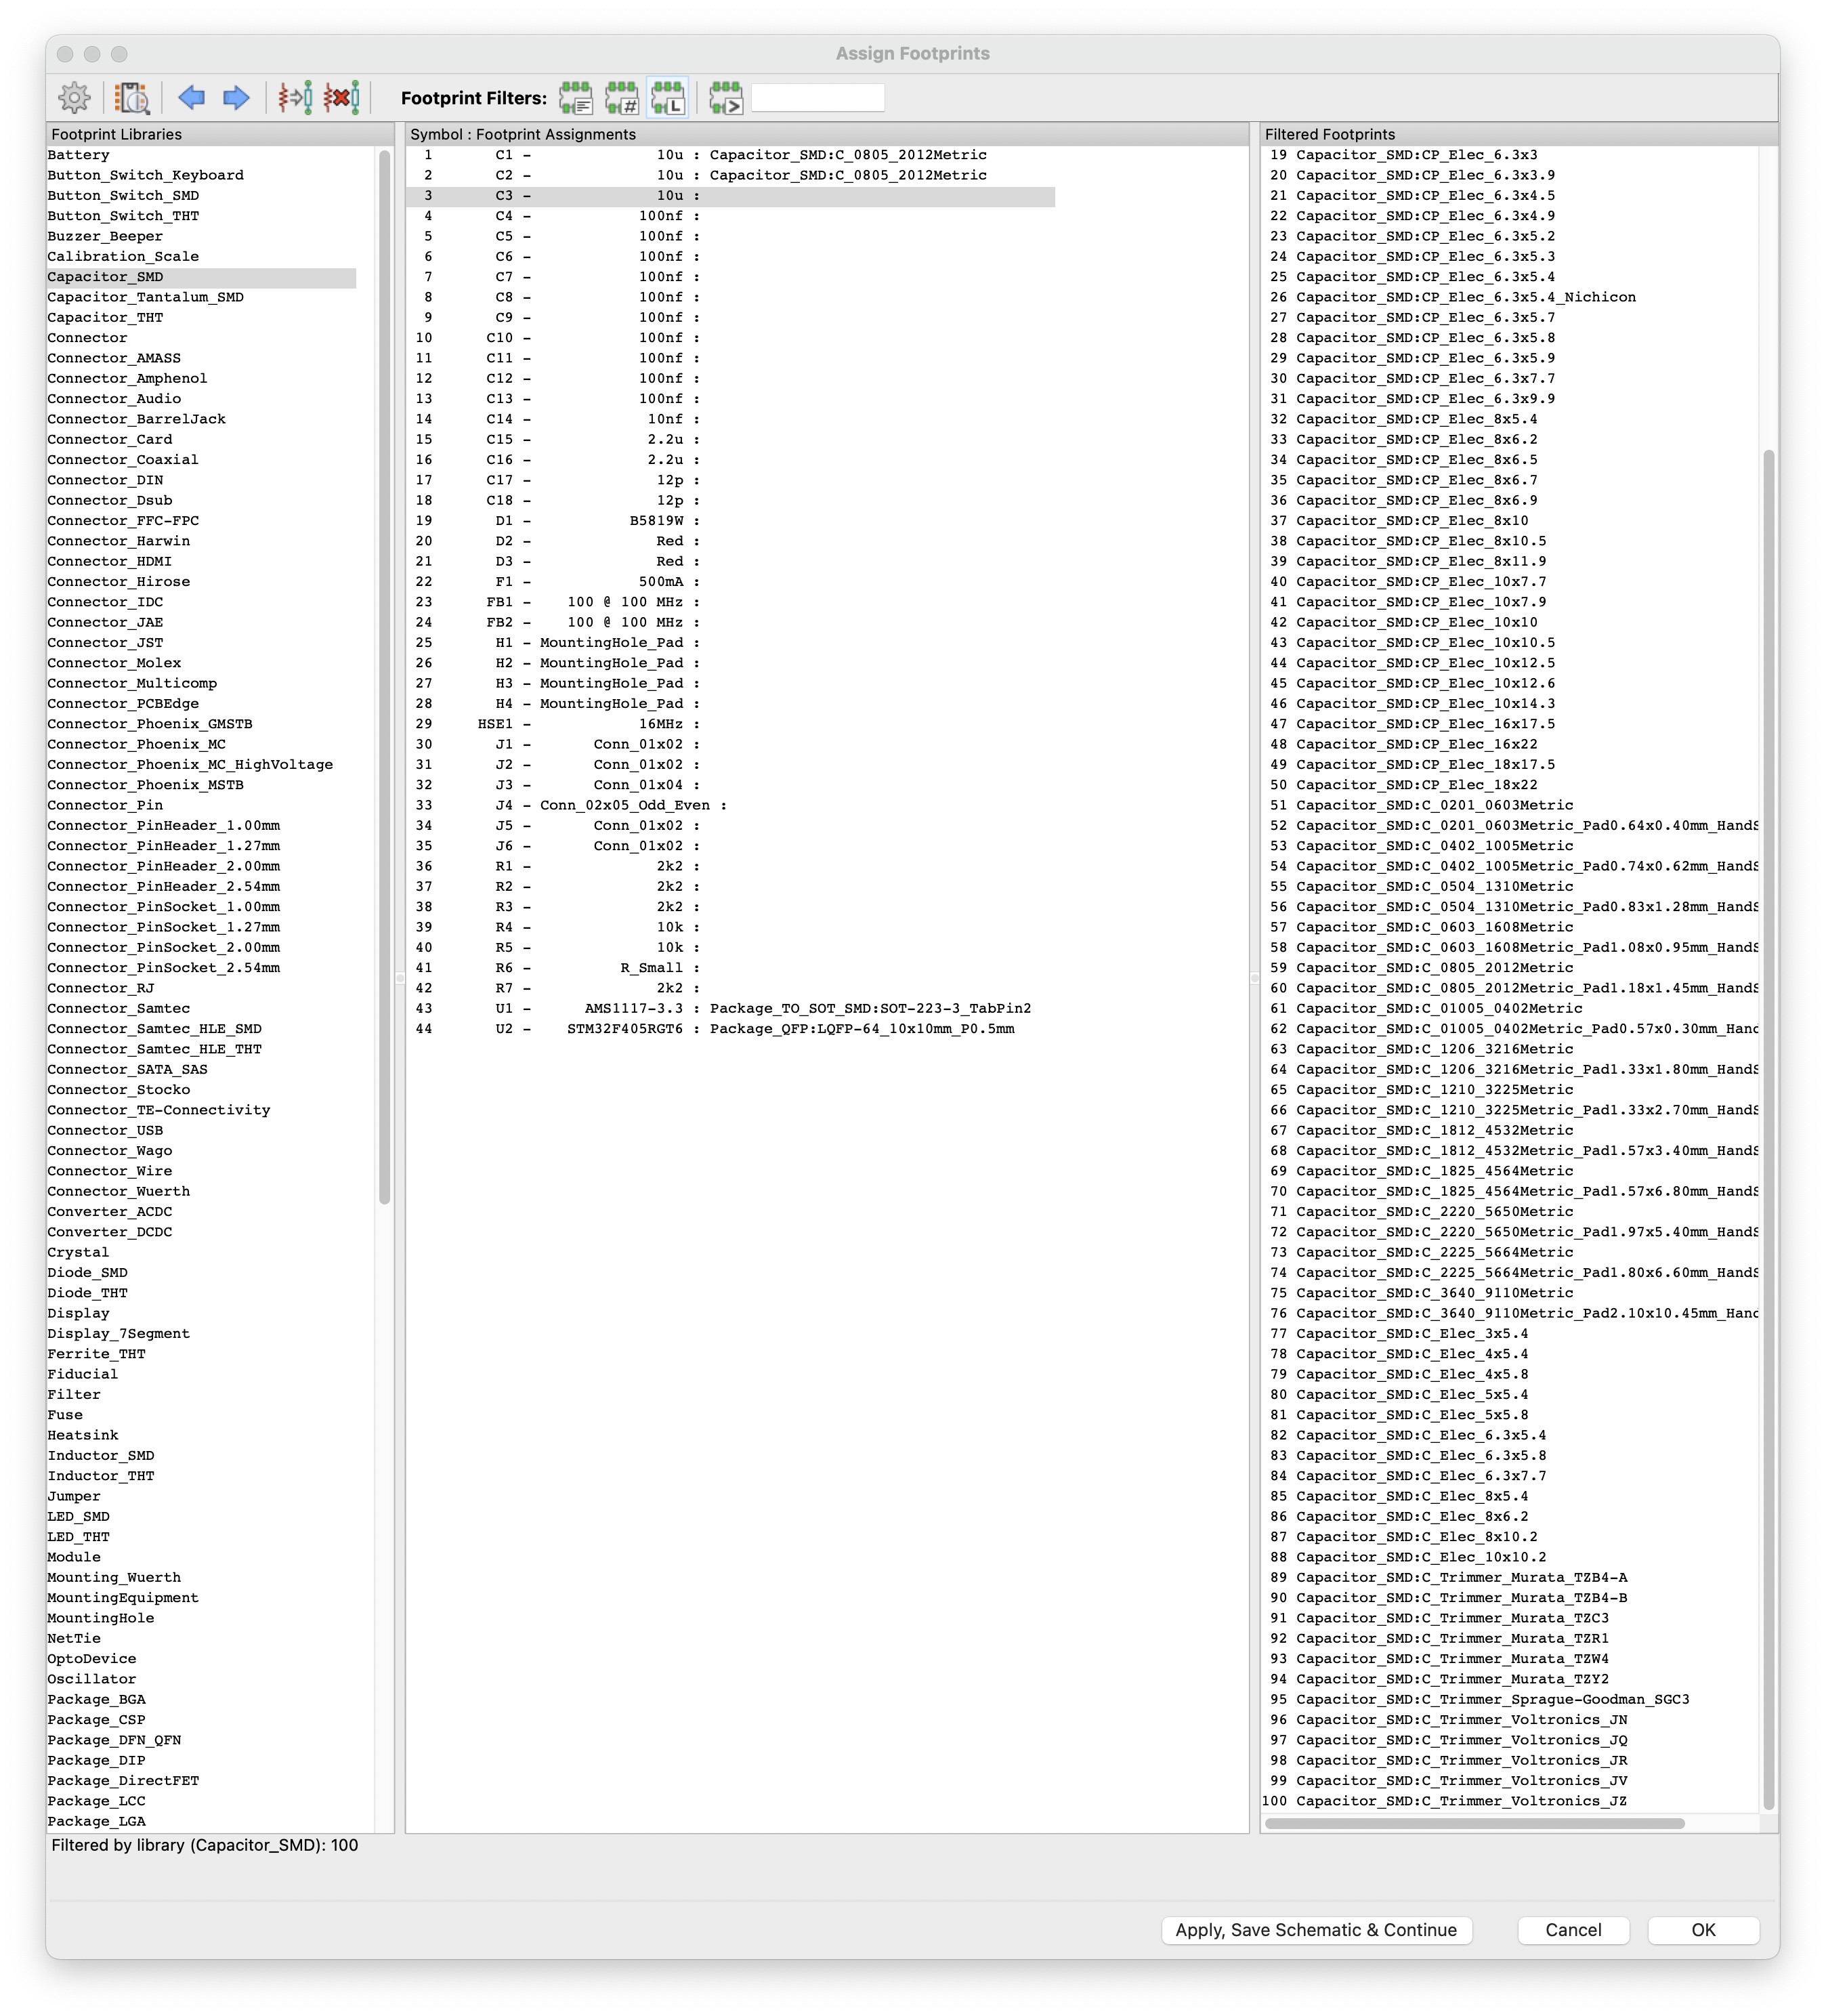 Assign Footprints
Footprint Filters:
Footprint Libraries
Battery
Button_Switch_Keyboard
Button_Switch_SMD
Button_Switch_THT
Buzzer_Beeper
Calibration_Scale
Capacitor_SMD
Capacitor_Tantalum_SMD
Capacitor_THT
Connector
Connector_AMASS
Connector_Amphenol
Connector_Audio
Connector_BarrelJack
Connector_Card
Connector_Coaxial
Connector_DIN
Connector_Dsub
Connector_FFC-FPC
Connector_Harwin
Connector_HDMI
Connector_Hirose
Connector_IDC
Connector_JAE
Connector_JST
Connector_Molex
Connector_Multicomp
Connector_PCBEdge
Connector_Phoenix_GMSTB
Connector_Phoenix_MC
Connector_Phoenix_MC_HighVoltage
Connector_Phoenix_MSTB
Connector_Pin
Connector_PinHeader_1.00mm
Connector_PinHeader_1.27mm
Connector_PinHeader_2.00mm
Connector_PinHeader_2.54mm
Connector_PinSocket_1.00mm
Connector_PinSocket_1.27mm
Connector_PinSocket_2.00mm
Connector_PinSocket_2.54mm
Connector_RJ
Connector_Samtec
Connector_Samtec_HLE_SMD
Connector_Samtec_HLE_THT
Connector_SATA_SAS
Connector_Stocko
Connector_TE-Connectivity
Connector_USB
Connector_Wago
Connector_Wire
Connector_Wuerth
Converter_ACDC
Converter_DCDC
Crystal
Diode_SMD
Diode_THT
Display
Display_7Segment
Ferrite_THT
Fiducial
Filter
Fuse
Heatsink
Inductor_SMD
Inductor_THT
Jumper
LED_SMD
LED_THT
Module
Mounting_Wuerth
MountingEquipment
MountingHole
NetTie
OptoDevice
Oscillator
Package_BGA
Package_CSP
Package_DFN_QFN
Package_DIP
Package_DirectFET
Package_LCC
Package_LGA
Symbol : Footprint Assignments
1 C1 - 10u : Capacitor_SMD:C_0805_2012Metric
2 C2 - 10u : Capacitor_SMD:C_0805_2012Metric
3 C3 - 10u :
4 C4 - 100nf :
5 C5 - 100nf :
6 C6 - 100nf :
7 C7 - 100nf :
8 C8 - 100nf :
9 C9 - 100nf :
10 C10 - 100nf :
11 C11 - 100nf :
12 C12 - 100nf :
13 C13 - 100nf :
14 C14 - 10nf :
15 C15 - 2.2u :
16 C16 - 2.2u :
17 C17 - 12p :
18 C18 - 12p :
19 D1 - B5819W :
20 D2 - Red :
21 D3 - Red :
22 F1 - 500mA :
23 FB1 - 100 @ 100 MHz :
24 FB2 - 100 @ 100 MHz :
25 H1 - MountingHole_Pad :
26 H2 - MountingHole_Pad :
27 H3 - MountingHole_Pad :
28 H4 - MountingHole_Pad :
29 HSE1 - 16MHz :
30 J1 - Conn_01x02 :
31 J2 - Conn_01x02 :
32 J3 - Conn_01x04 :
33 J4 - Conn_02x05_Odd_Even :
34 J5 - Conn_01x02 :
35 J6 - Conn_01x02 :
36 R1 - 2k2 :
37 R2 - 2k2 :
38 R3 - 2k2 :
39 R4 - 10k :
40 R5 - 10k :
41 R6 - R_Small :
42 R7 - 2k2 :
43 U1 - AMS1117-3.3 : Package_TO_SOT_SMD:SOT-223-3_TabPin2
44 U2 - STM32F405RGT6 : Package_QFP:LQFP-64_10x10mm_P0.5mm
Filtered Footprints
19 Capacitor_SMD:CP_Elec_6.3x3
20 Capacitor_SMD:CP_Elec_6.3x3.9
21 Capacitor_SMD:CP_Elec_6.3x4.5
22 Capacitor_SMD:CP_Elec_6.3x4.9
23 Capacitor_SMD:CP_Elec_6.3x5.2
24 Capacitor_SMD:CP_Elec_6.3x5.3
25 Capacitor_SMD:CP_Elec_6.3x5.4
26 Capacitor_SMD:CP_Elec_6.3x5.4_Nichicon
27 Capacitor_SMD:CP_Elec_6.3x5.7
28 Capacitor_SMD:CP_Elec_6.3x5.8
29 Capacitor_SMD:CP_Elec_6.3x5.9
30 Capacitor_SMD:CP_Elec_6.3x7.7
31 Capacitor_SMD:CP_Elec_6.3x9.9
32 Capacitor_SMD:CP_Elec_8x5.4
33 Capacitor_SMD:CP_Elec_8x6.2
34 Capacitor_SMD:CP_Elec_8x6.5
35 Capacitor_SMD:CP_Elec_8x6.7
36 Capacitor_SMD:CP_Elec_8x6.9
37 Capacitor_SMD:CP_Elec_8x10
38 Capacitor_SMD:CP_Elec_8x10.5
39 Capacitor_SMD:CP_Elec_8x11.9
40 Capacitor_SMD:CP_Elec_10x7.7
41 Capacitor_SMD:CP_Elec_10x7.9
42 Capacitor_SMD:CP_Elec_10x10
43 Capacitor_SMD:CP_Elec_10x10.5
44 Capacitor_SMD:CP_Elec_10x12.5
45 Capacitor_SMD:CP_Elec_10x12.6
46 Capacitor_SMD:CP_Elec_10x14.3
47 Capacitor_SMD:CP_Elec_16x17.5
48 Capacitor_SMD:CP_Elec_16x22
49 Capacitor_SMD:CP_Elec_18x17.5
50 Capacitor_SMD:CP_Elec_18x22
51 Capacitor_SMD:C_0201_0603Metric
52 Capacitor_SMD:C_0201_0603Metric_Pad0.64x0.40mm_HandS
53 Capacitor_SMD:C_0402_1005Metric
54 Capacitor_SMD:C_0402_1005Metric_Pad0.74x0.62mm_HandS
55 Capacitor_SMD:C_0504_1310Metric
56 Capacitor_SMD:C_0504_1310Metric_Pad0.83x1.28mm_HandS
57 Capacitor_SMD:C_0603_1608Metric
58 Capacitor_SMD:C_0603_1608Metric_Pad1.08x0.95mm_HandS
59 Capacitor_SMD:C_0805_2012Metric
60 Capacitor_SMD:C_0805_2012Metric_Pad1.18x1.45mm_HandS
61 Capacitor_SMD:C_01005_0402Metric
62 Capacitor_SMD:C_01005_0402Metric_Pad0.57x0.30mm_Hand
63 Capacitor_SMD:C_1206_3216Metric
64 Capacitor_SMD:C_1206_3216Metric_Pad1.33x1.80mm_HandS
65 Capacitor_SMD:C_1210_3225Metric
66 Capacitor_SMD:C_1210_3225Metric_Pad1.33x2.70mm_HandS
67 Capacitor_SMD:C_1812_4532Metric
68 Capacitor_SMD:C_1812_4532Metric_Pad1.57x3.40mm_HandS
69 Capacitor_SMD:C_1825_4564Metric
70 Capacitor_SMD:C_1825_4564Metric_Pad1.57x6.80mm_HandS
71 Capacitor_SMD:C_2220_5650Metric
72 Capacitor_SMD:C_2220_5650Metric_Pad1.97x5.40mm_HandS
73 Capacitor_SMD:C_2225_5664Metric
74 Capacitor_SMD:C_2225_5664Metric_Pad1.80x6.60mm_HandS
75 Capacitor_SMD:C_3640_9110Metric
76 Capacitor_SMD:C_3640_9110Metric_Pad2.10x10.45mm_Hand
77 Capacitor_SMD:C_Elec_3x5.4
78 Capacitor_SMD:C_Elec_4x5.4
79 Capacitor_SMD:C_Elec_4x5.8
80 Capacitor_SMD:C_Elec_5x5.4
81 Capacitor_SMD:C_Elec_5x5.8
82 Capacitor_SMD:C_Elec_6.3x5.4
83 Capacitor_SMD:C_Elec_6.3x5.8
84 Capacitor_SMD:C_Elec_6.3x7.7
85 Capacitor_SMD:C_Elec_8x5.4
86 Capacitor_SMD:C_Elec_8x6.2
87 Capacitor_SMD:C_Elec_8x10.2
88 Capacitor_SMD:C_Elec_10x10.2
89 Capacitor_SMD:C_Trimmer_Murata_TZB4-A
90 Capacitor_SMD:C_Trimmer_Murata_TZB4-B
91 Capacitor_SMD:C_Trimmer_Murata_TZC3
92 Capacitor_SMD:C_Trimmer_Murata_TZR1
93 Capacitor_SMD:C_Trimmer_Murata_TZW4
94 Capacitor_SMD:C_Trimmer_Murata_TZY2
95 Capacitor_SMD:C_Trimmer_Sprague-Goodman_SGC3
96 Capacitor_SMD:C_Trimmer_Voltronics_JN
97 Capacitor_SMD:C_Trimmer_Voltronics_JQ
98 Capacitor_SMD:C_Trimmer_Voltronics_JR
99 Capacitor_SMD:C_Trimmer_Voltronics_JV
100 Capacitor_SMD:C_Trimmer_Voltronics_JZ
Filtered by library (Capacitor_SMD): 100
Apply, Save Schematic & Continue
Cancel
OK